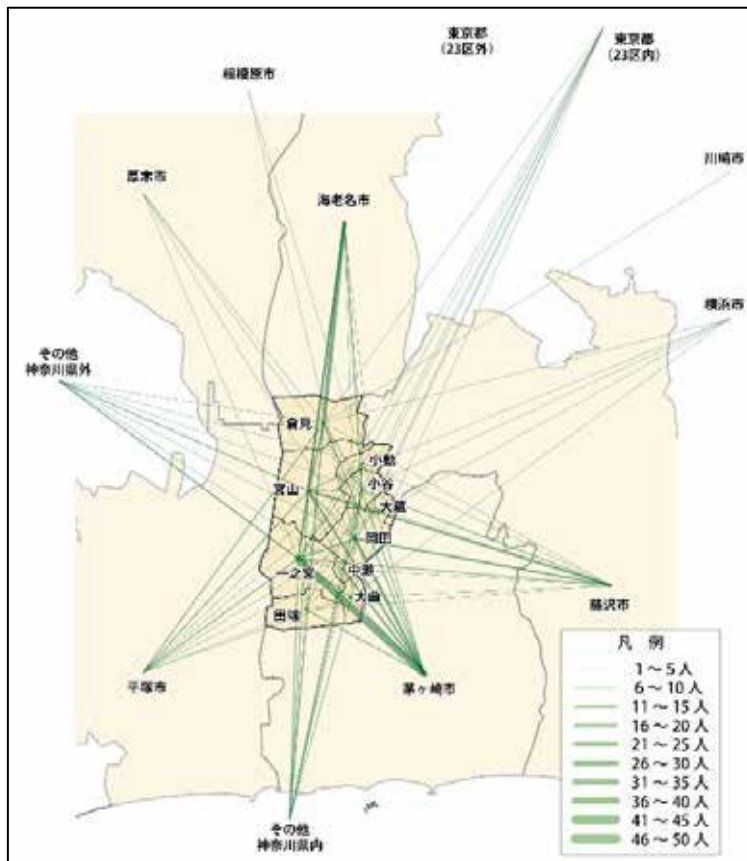 東京都
(23区外)
東京都
(23区内)
相模原市
川崎市
厚木市
海老名市
横浜市
その他
神奈川県外
倉見
小動
小谷
宮山
大蔵
岡田
一之宮
中瀬
大曲
田端
藤沢市
平塚市
茅ヶ崎市
その他
神奈川県内
凡 例
1～5人
6～10人
11～15人
16～20人
21～25人
26～30人
31～35人
36～40人
41～45人
46～50人